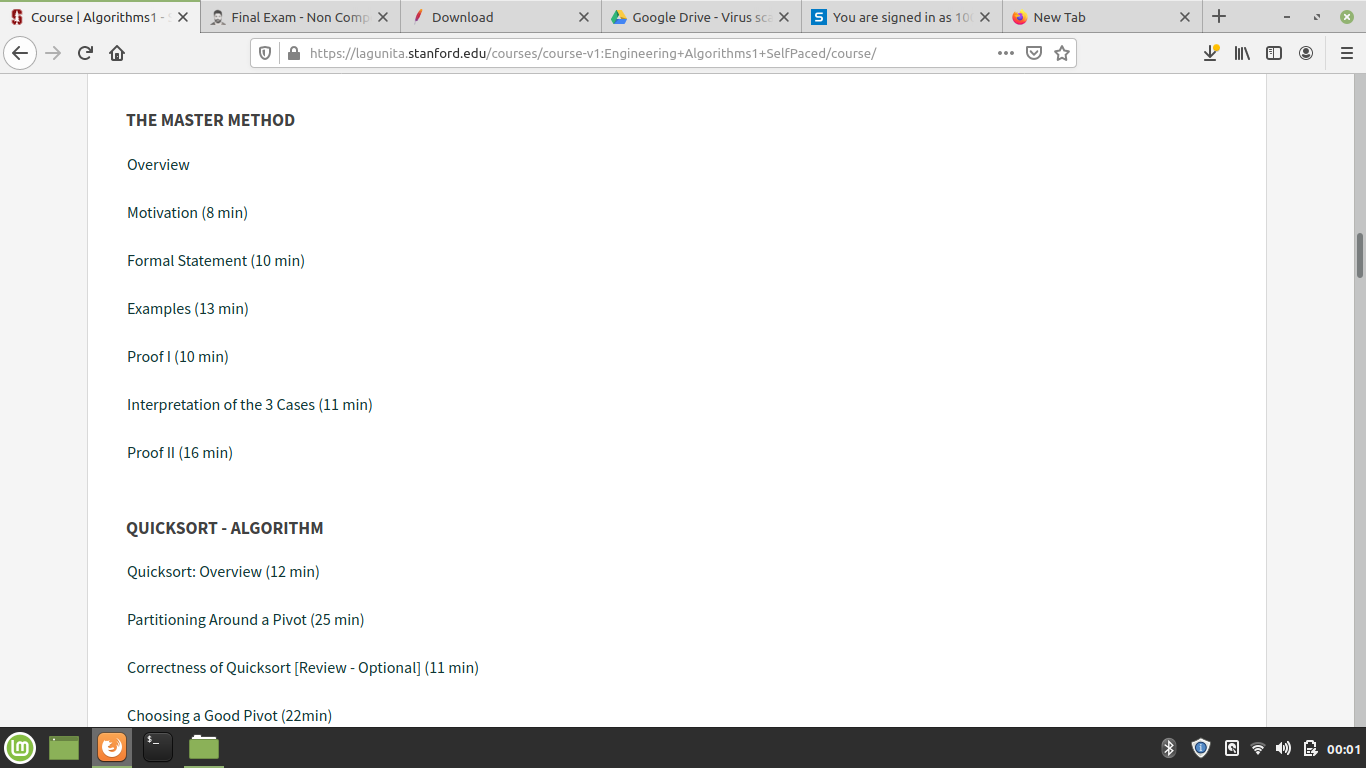 Course | Algorithms1 - S
Final Exam - Non Comp
Download
Google Drive - Virus sca
You are signed in as 10
New Tab
https://lagunita.stanford.edu/courses/course-v1:Engineering+Algorithms1+SelfPaced/course/
THE MASTER METHOD
Overview
Motivation (8 min)
Formal Statement (10 min)
Examples (13 min)
Proof I (10 min)
Interpretation of the 3 Cases (11 min)
Proof II (16 min)
QUICKSORT - ALGORITHM
Quicksort: Overview (12 min)
Partitioning Around a Pivot (25 min)
Correctness of Quicksort [Review - Optional] (11 min)
Choosing a Good Pivot (22min)
00:01